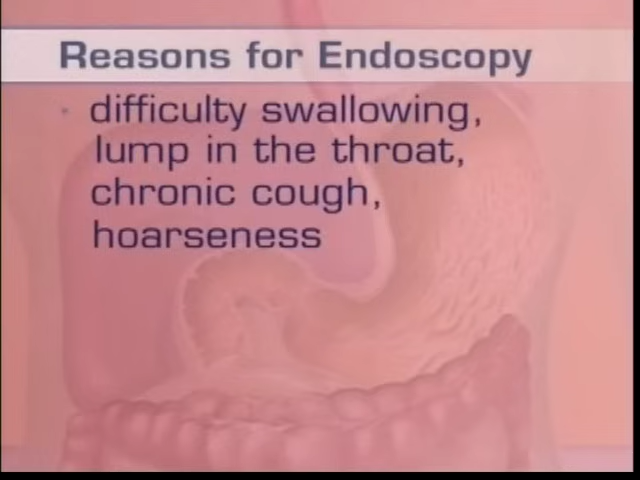 Reasons for Endoscopy
· difficulty swallowing,
lump in the throat,
chronic cough,
hoarseness